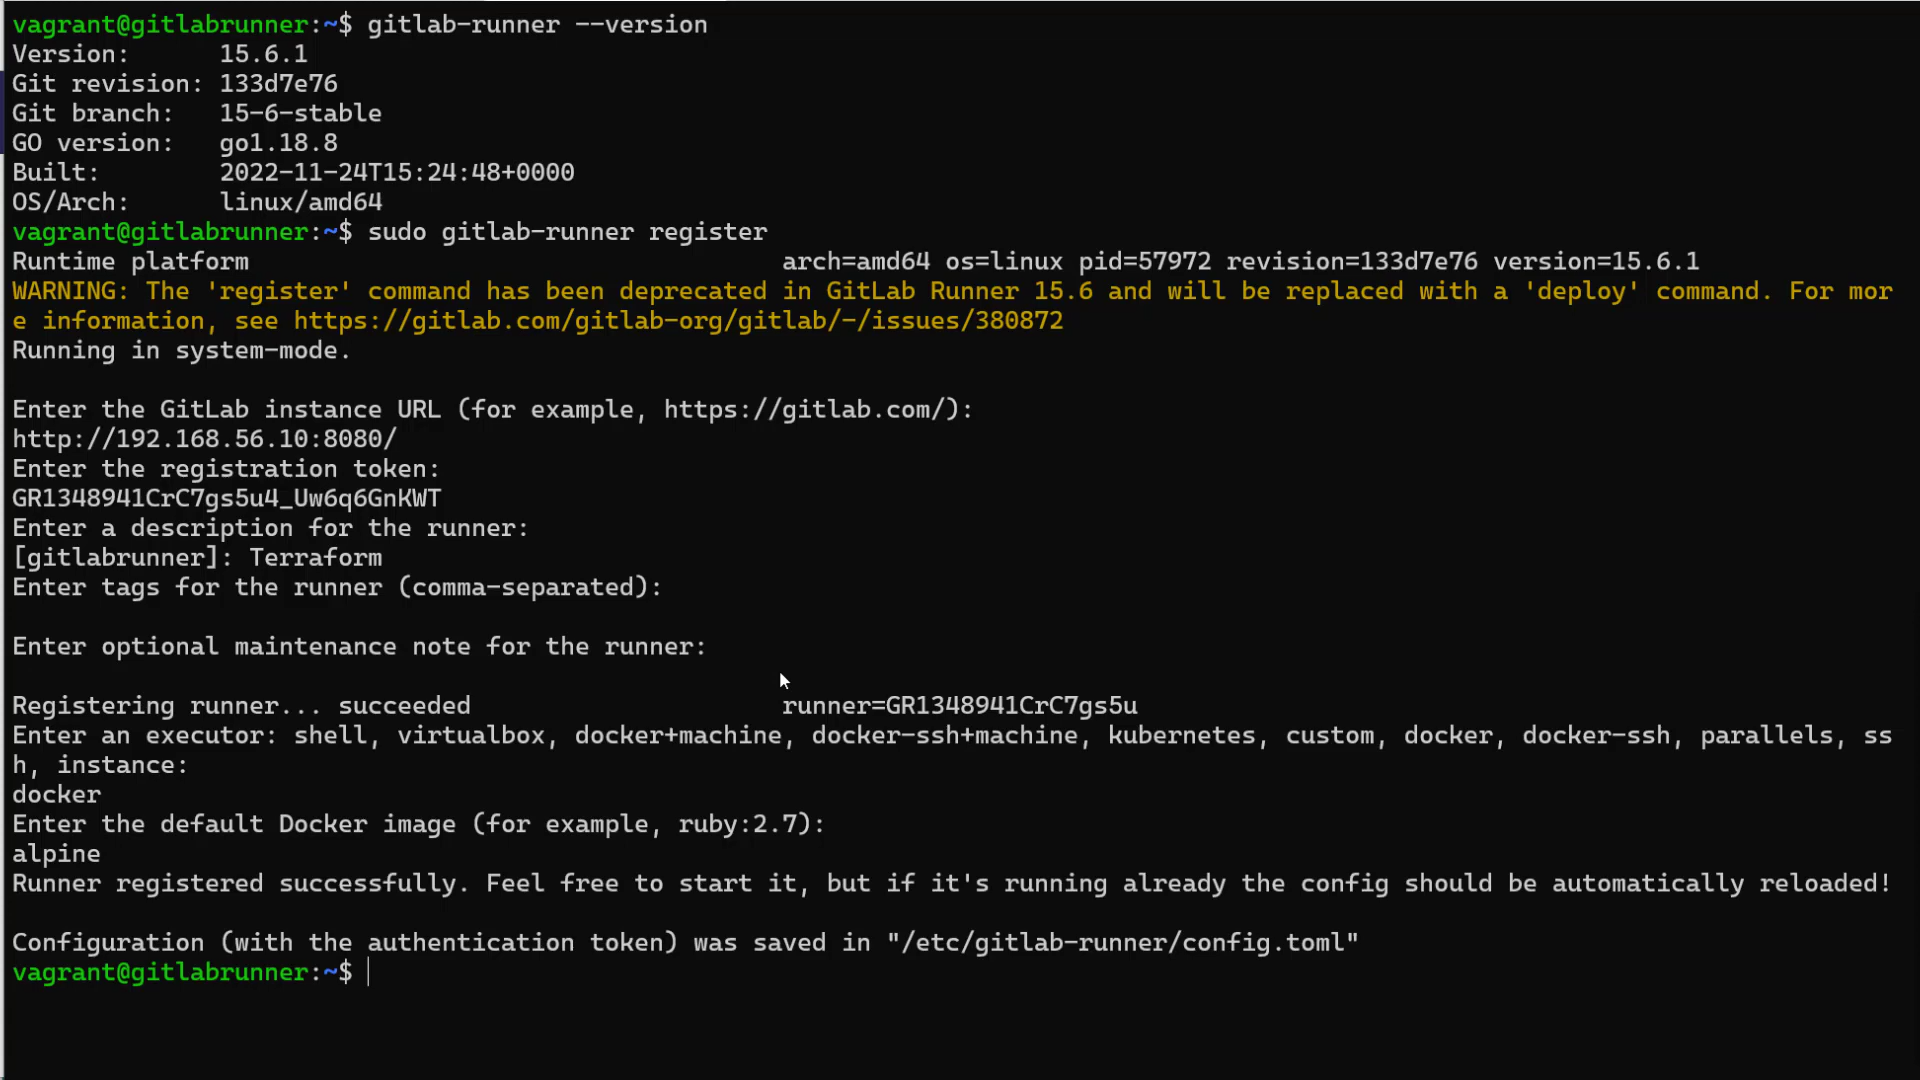 vagrant@gitlabrunner:~$ gitlab-runner --version
Version:      15.6.1
Git revision: 133d7e76
Git branch:   15-6-stable
GO version:   go1.18.8
Built:        2022-11-24T15:24:48+0000
OS/Arch:      linux/amd64
vagrant@gitlabrunner:~$ sudo gitlab-runner register
Runtime platform                                    arch=amd64 os=linux pid=57972 revision=133d7e76 version=15.6.1
WARNING: The 'register' command has been deprecated in GitLab Runner 15.6 and will be replaced with a 'deploy' command. For mor
e information, see https://gitlab.com/gitlab-org/gitlab/-/issues/380872
Running in system-mode.
Enter the GitLab instance URL (for example, https://gitlab.com/):
http://192.168.56.10:8080/
Enter the registration token:
GR1348941CrC7gs5u4_Uw6q6GnKWT
Enter a description for the runner:
[gitlabrunner]: Terraform
Enter tags for the runner (comma-separated):
Enter optional maintenance note for the runner:
Registering runner... succeeded                     runner=GR1348941CrC7gs5u
Enter an executor: shell, virtualbox, docker+machine, docker-ssh+machine, kubernetes, custom, docker, docker-ssh, parallels, ss
h, instance:
docker
Enter the default Docker image (for example, ruby:2.7):
alpine
Runner registered successfully. Feel free to start it, but if it's running already the config should be automatically reloaded!
Configuration (with the authentication token) was saved in "/etc/gitlab-runner/config.toml"
vagrant@gitlabrunner:~$